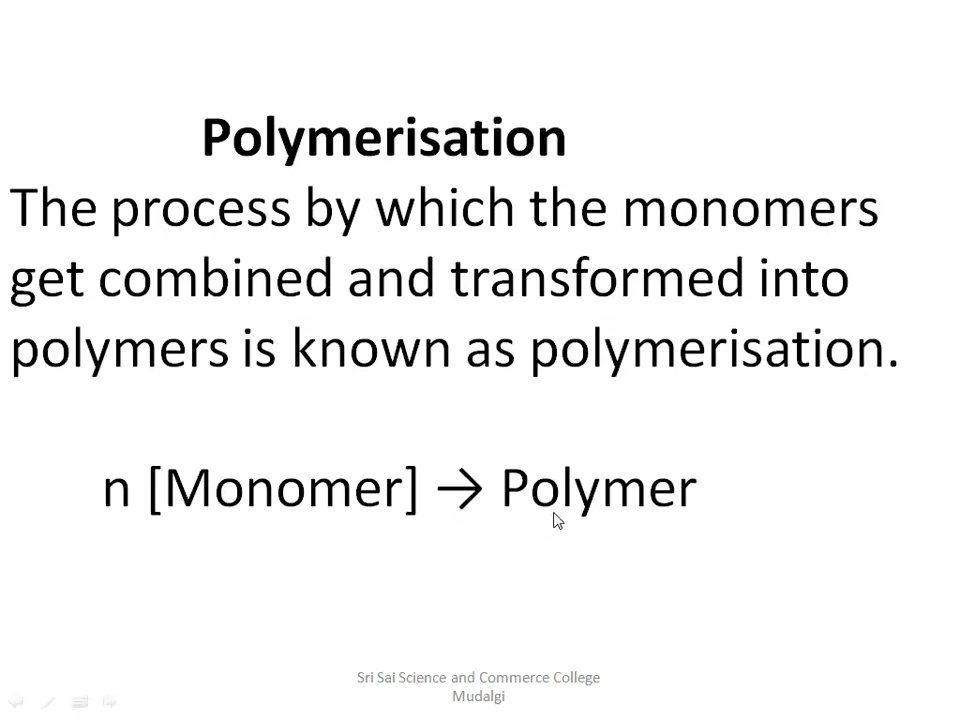 Polymerisation
The process by which the monomers
get combined and transformed into
polymers is known as polymerisation.
n [Monomer] → Polymer
Sri Sai Science and Commerce College
Mudalgi